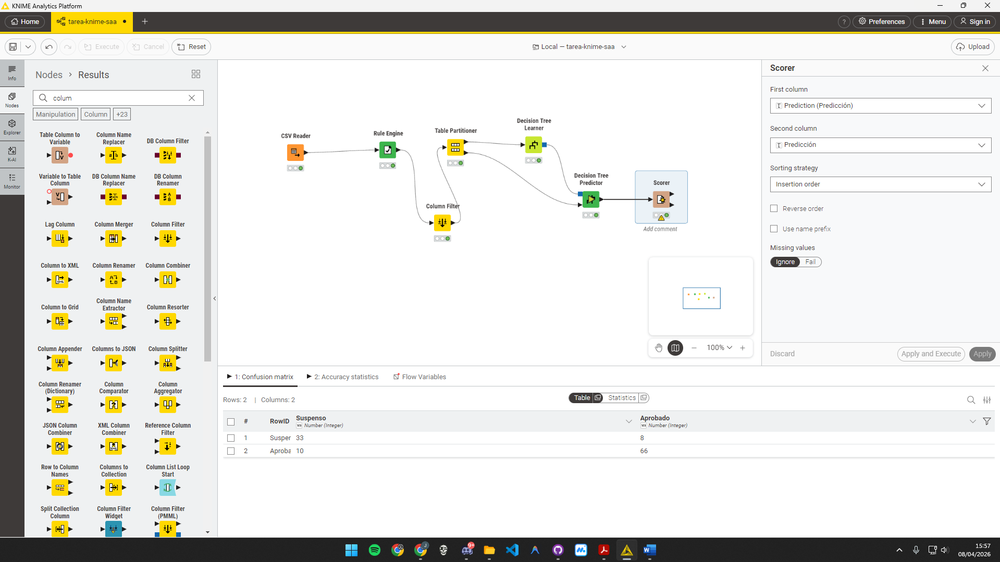 KNIME Analytics Platform
Home
tarea-knime-saa
Preferences
Menu
Sign in
Execute
Cancel
Reset
Local — tarea-knime-saa
Upload
Info
Nodes
Explorer
K-AI
Monitor
Nodes > Results
colum
Manipulation
Column
+23
Table Column to
Variable
Column Name
Replacer
DB Column Filter
Variable to Table
Column
DB Column Name
Replacer
DB Column
Renamer
Lag Column
Column Merger
Column Filter
Column to XML
Column Renamer
Column Combiner
Column to Grid
Column Name
Extractor
Column Resorter
Column Appender
Columns to JSON
Column Splitter
Column Renamer
(Dictionary)
Column
Comparator
Column
Aggregator
JSON Column
Combiner
XML Column
Combiner
Reference Column
Filter
Row to Column
Names
Columns to
Collection
Column List Loop
Start
Split Collection
Column
Column Filter
Widget
Column Filter
(PMML)
CSV Reader
Rule Engine
Table Partitioner
Decision Tree
Learner
Column Filter
Decision Tree
Predictor
Scorer
Add comment
100%
Scorer
First column
Prediction (Predicción)
Second column
Predicción
Sorting strategy
Insertion order
Reverse order
Use name prefix
Missing values
Ignore
Fail
Discard
Apply and Execute
Apply
1: Confusion matrix
2: Accuracy statistics
Flow Variables
Rows: 2 | Columns: 2
Table
Statistics
# RowID Suspenso Aprobado
Number (Integer) Number (Integer)
1 Susper 33 8
2 Aproba 10 66
9+
J
15:57
08/04/2026